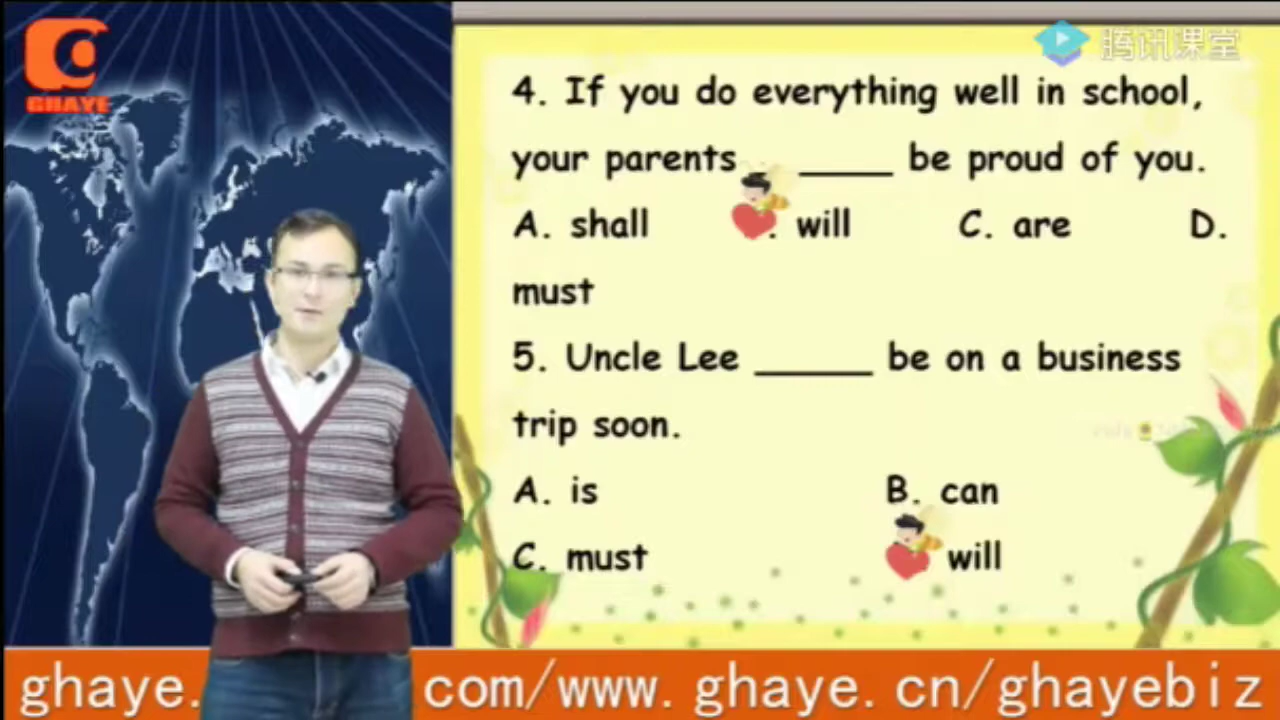 GHAYE
腾讯课堂
4. If you do everything well in school,
your parents _____ be proud of you.
A. shall . will C. are D.
must
5. Uncle Lee ______ be on a business
trip soon.
A. is B. can
C. must will
ghaye. com/www. ghaye. cn/ghayebiz